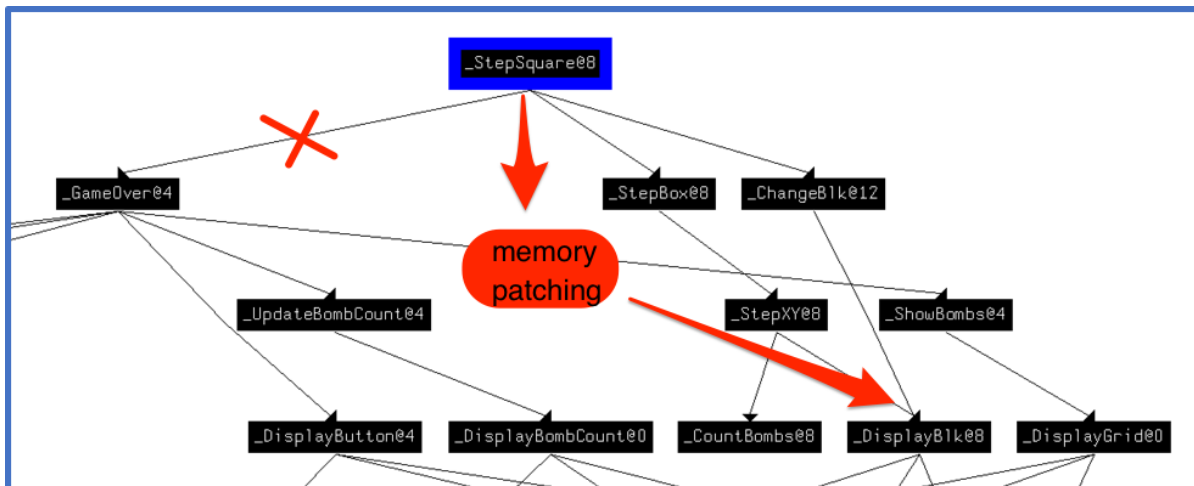 _StepSquare@8
_GameOver@4
_StepBox@8
_ChangeBlk@12
memory
patching
_UpdateBombCount@4
_StepXY@8
_ShowBombs@4
_DisplayButton@4
_DisplayBombCount@0
_CountBombs@8
_DisplayBlk@8
_DisplayGrid@0